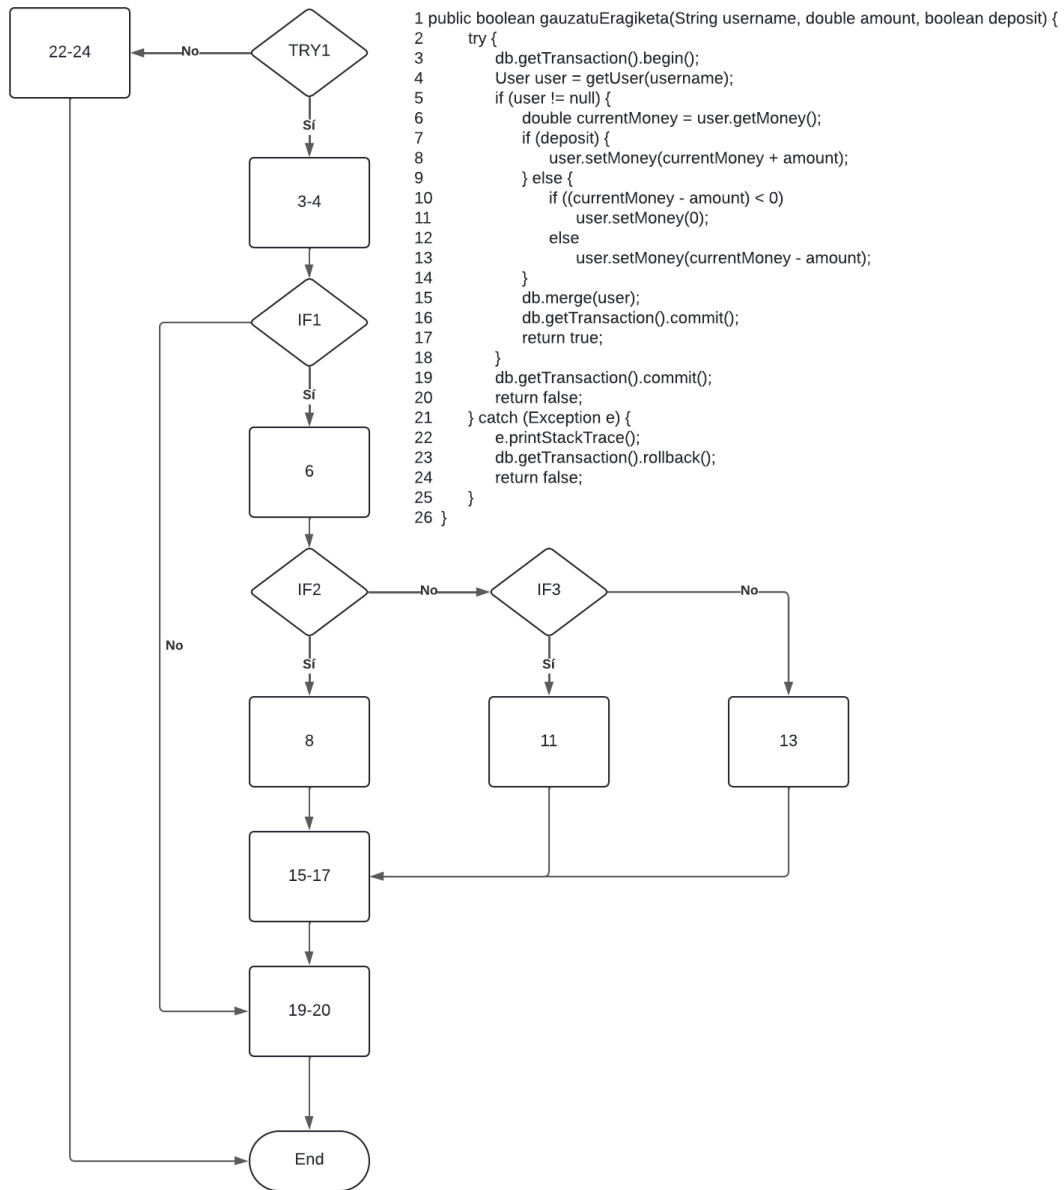 22-24
No
TRY1
Sí
3-4
IF1
Sí
6
IF2
No
IF3
No
No
Sí
Sí
8
11
13
15-17
19-20
End
1 public boolean gauzatuEragiketa(String username, double amount, boolean deposit) {
2 try {
3 db.getTransaction().begin();
4 User user = getUser(username);
5 if (user != null) {
6 double currentMoney = user.getMoney();
7 if (deposit) {
8 user.setMoney(currentMoney + amount);
9 } else {
10 if ((currentMoney - amount) < 0)
11 user.setMoney(0);
12 else
13 user.setMoney(currentMoney - amount);
14 }
15 db.merge(user);
16 db.getTransaction().commit();
17 return true;
18 }
19 db.getTransaction().commit();
20 return false;
21 } catch (Exception e) {
22 e.printStackTrace();
23 db.getTransaction().rollback();
24 return false;
25 }
26 }